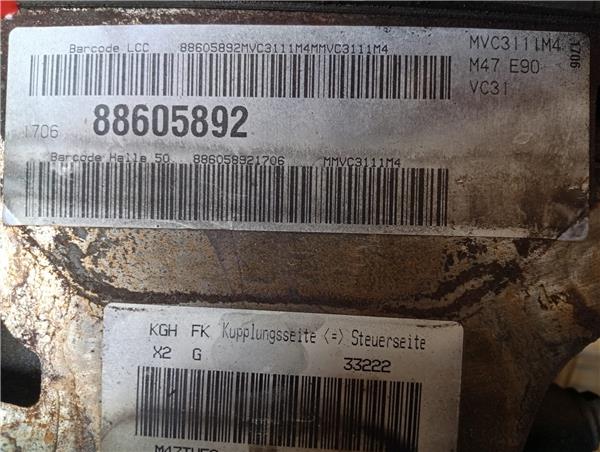 Barcode LCC 88605892MVC3111M4MMVC3111M4
MVC3111M4
1706
M47 E90
VC31
1706 88605892
Barcode Halle 50. 886058921706 MMVC3111M4
KGH FK Kupplungsseite <=> Steuerseite
X2 G 33222